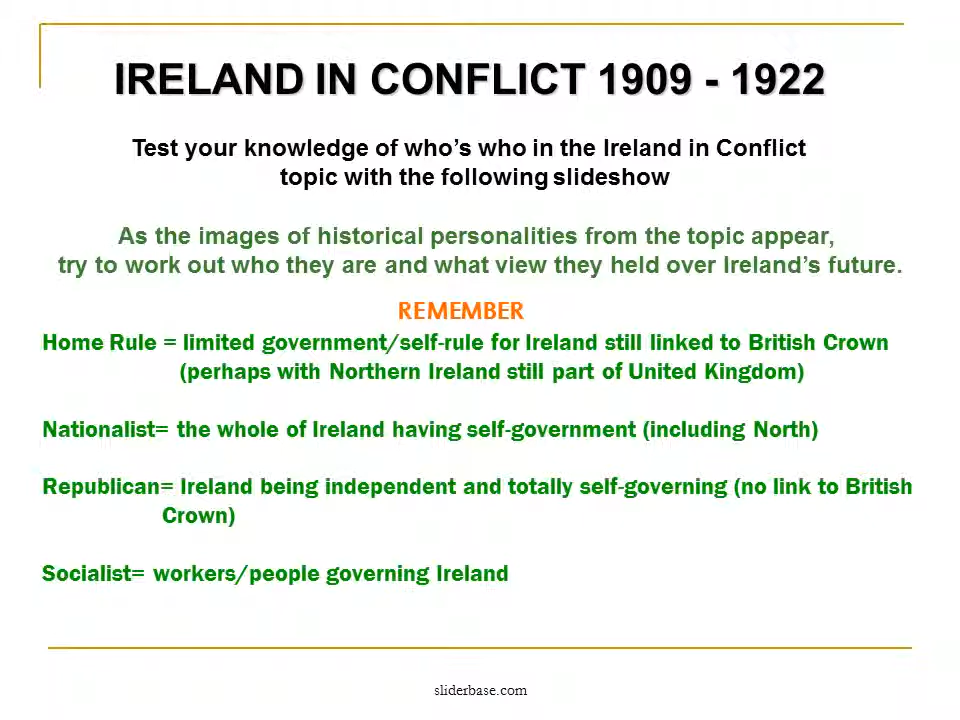 IRELAND IN CONFLICT 1909 - 1922
Test your knowledge of who’s who in the Ireland in Conflict
topic with the following slideshow
As the images of historical personalities from the topic appear,
try to work out who they are and what view they held over Ireland’s future.
REMEMBER
Home Rule = limited government/self-rule for Ireland still linked to British Crown
(perhaps with Northern Ireland still part of United Kingdom)
Nationalist= the whole of Ireland having self-government (including North)
Republican= Ireland being independent and totally self-governing (no link to British
Crown)
Socialist= workers/people governing Ireland
sliderbase.com